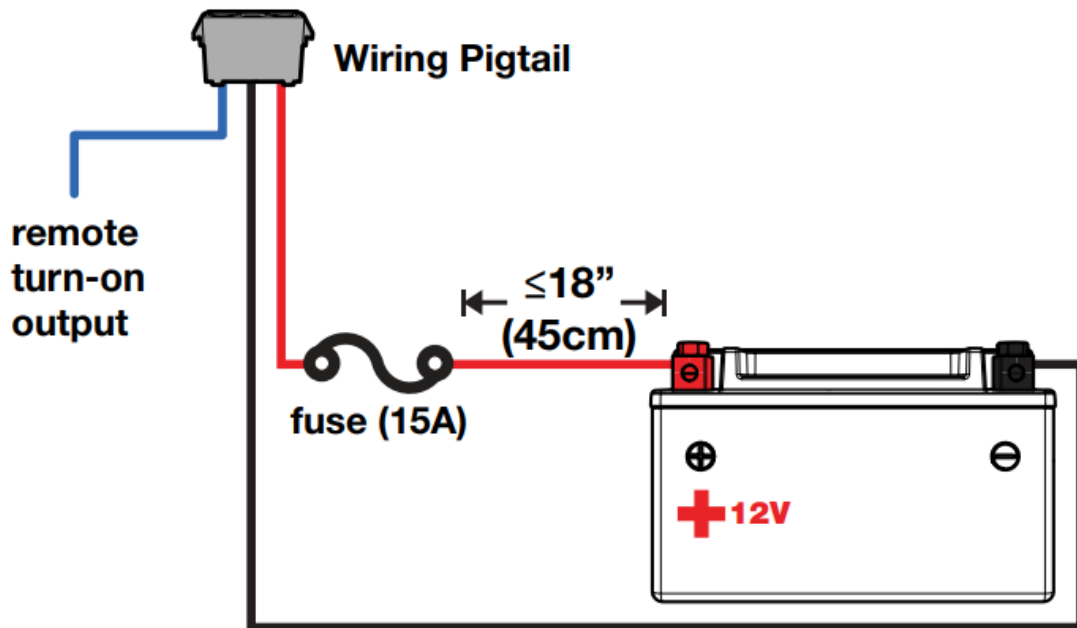 Wiring Pigtail
remote
turn-on
output
≤18”
(45cm)
fuse (15A)
12V